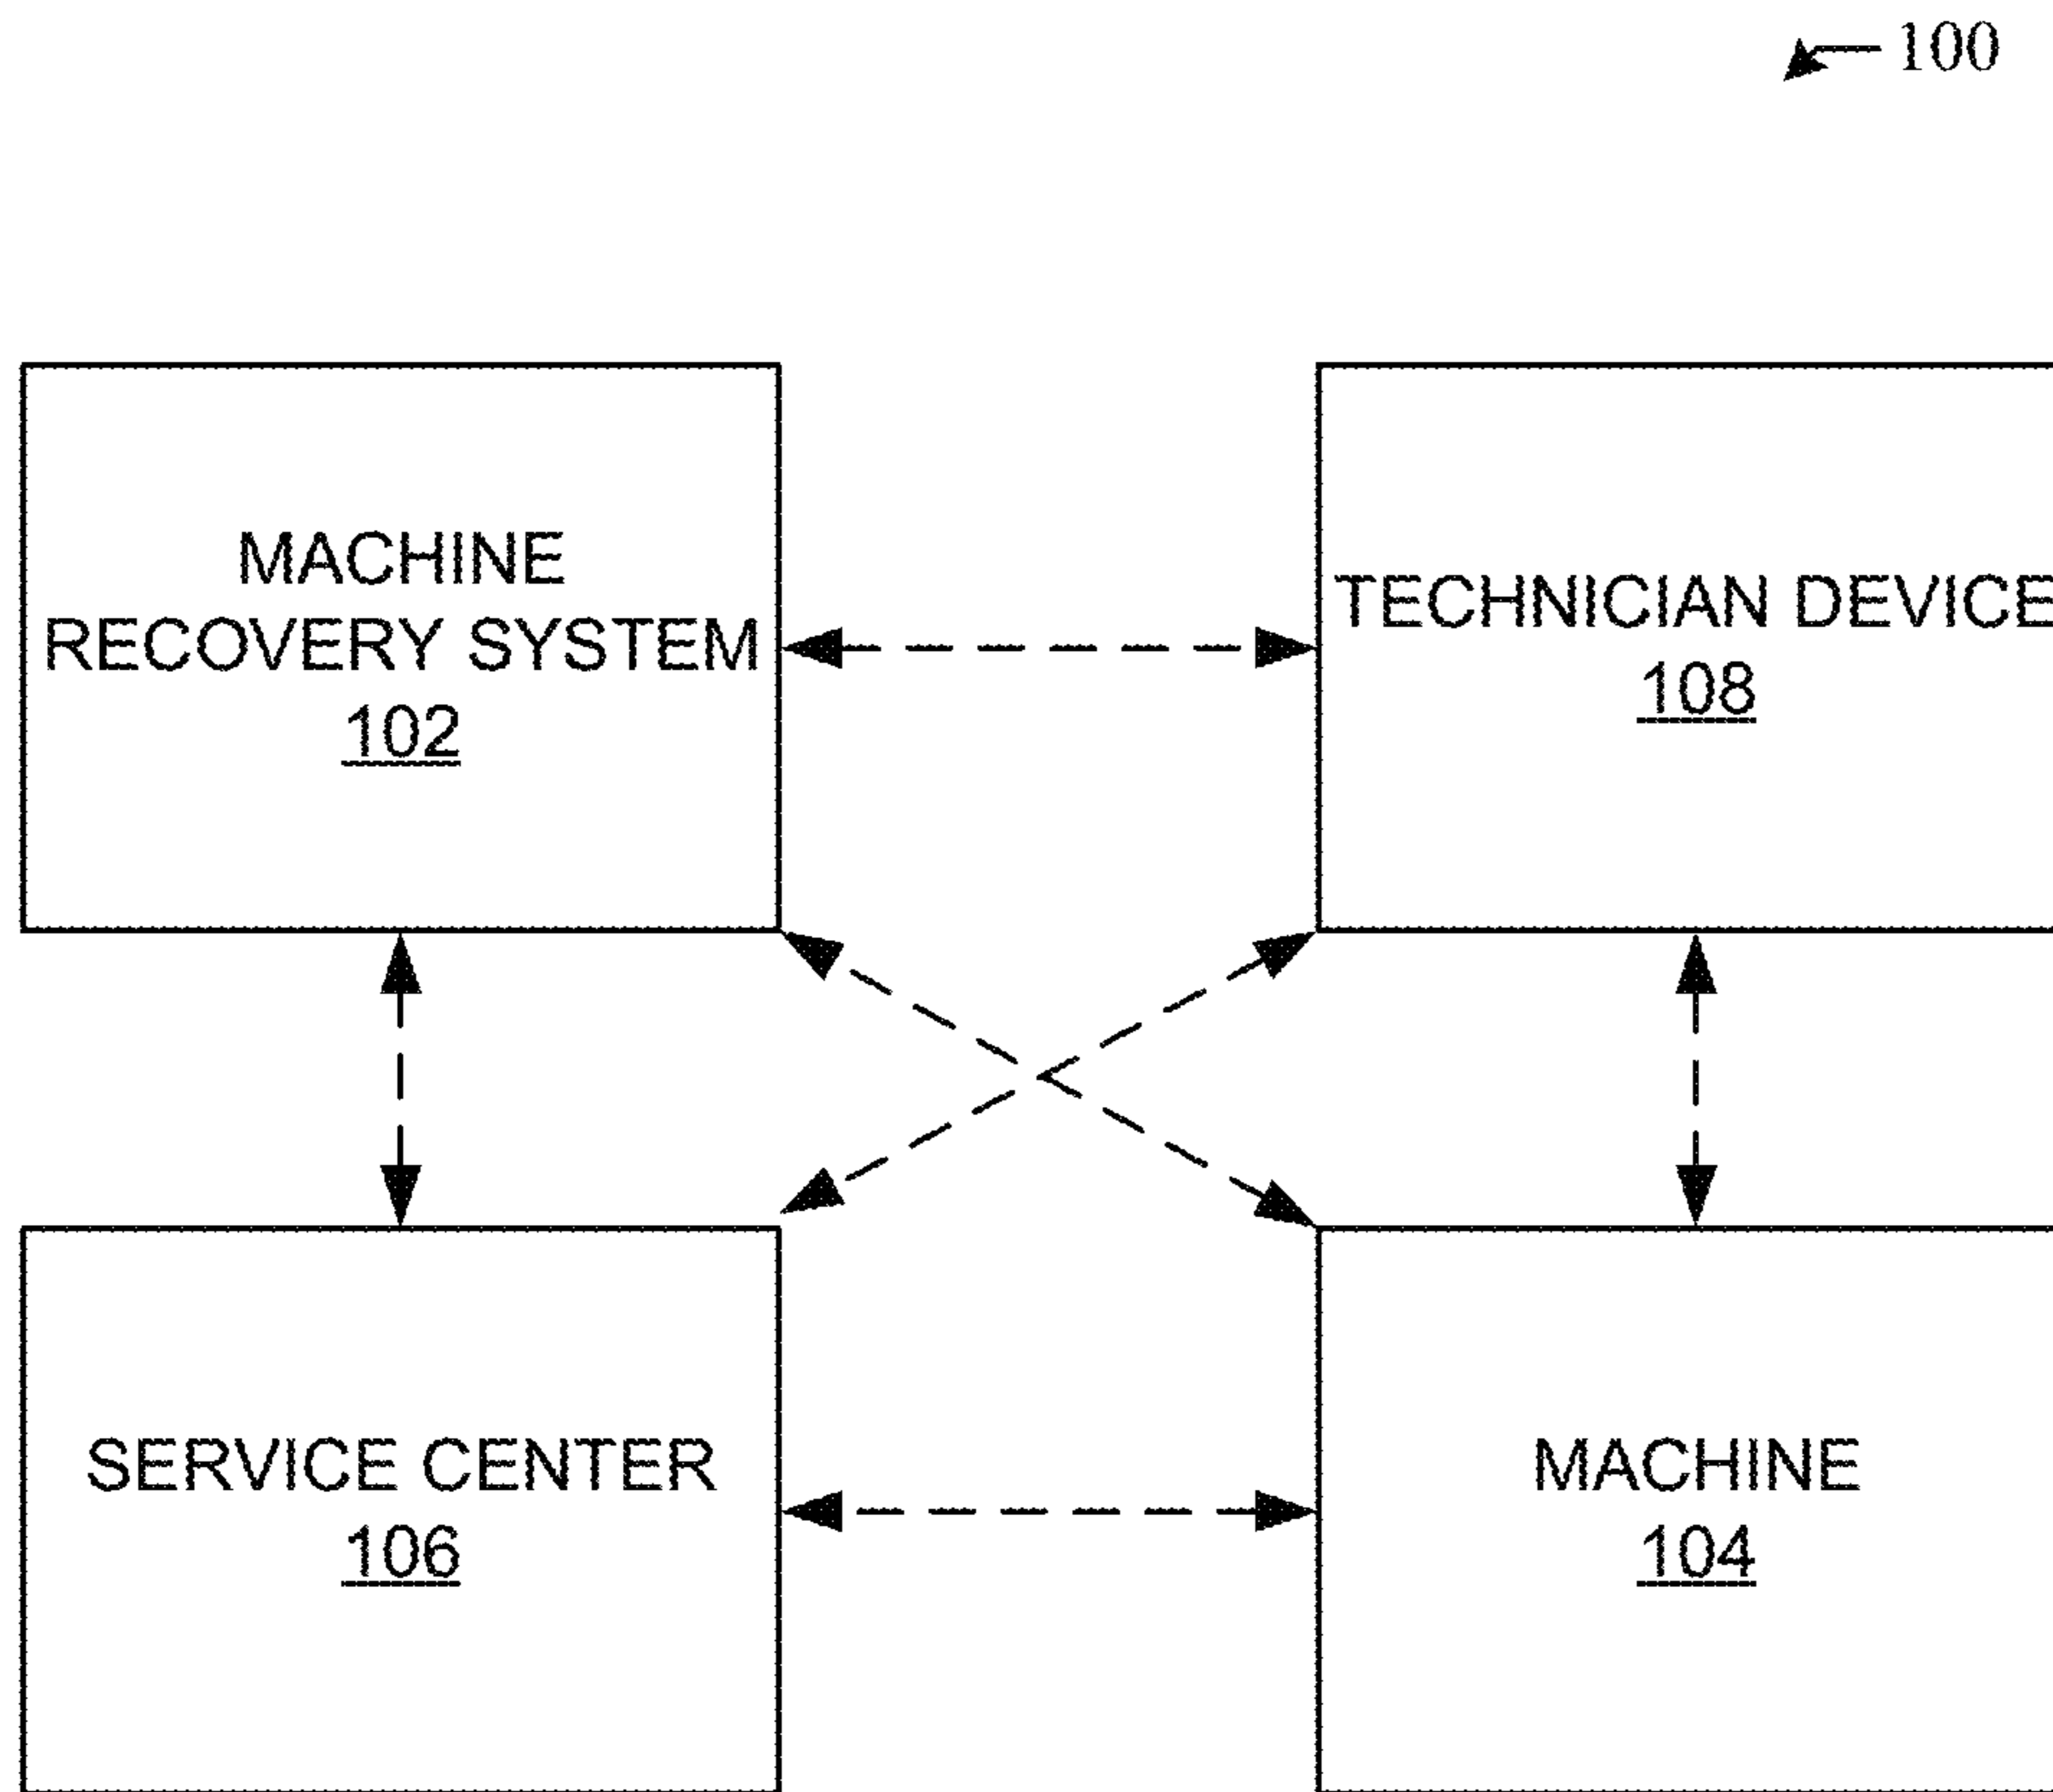 100
MACHINE
RECOVERY SYSTEM
102
TECHNICIAN DEVICE
108
SERVICE CENTER
106
MACHINE
104